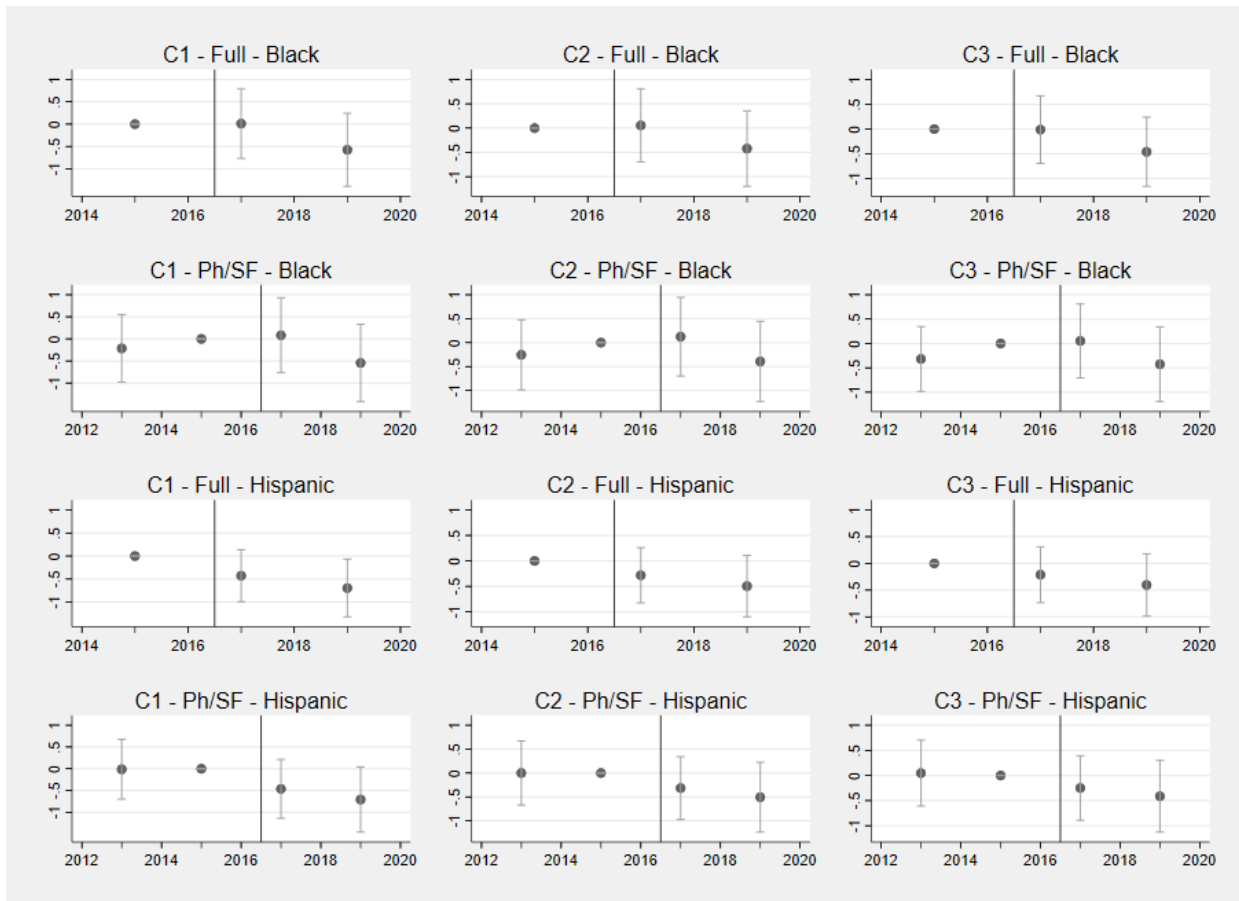 C1 - Full - Black
1
.5
0
-.5
-1
2014 2016 2018 2020
C2 - Full - Black
1
.5
0
-.5
-1
2014 2016 2018 2020
C3 - Full - Black
1
.5
0
-.5
-1
2014 2016 2018 2020
C1 - Ph/SF - Black
1
.5
0
-.5
-1
2012 2014 2016 2018 2020
C2 - Ph/SF - Black
1
.5
0
-.5
-1
2012 2014 2016 2018 2020
C3 - Ph/SF - Black
1
.5
0
-.5
-1
2012 2014 2016 2018 2020
C1 - Full - Hispanic
1
.5
0
-.5
-1
2014 2016 2018 2020
C2 - Full - Hispanic
1
.5
0
-.5
-1
2014 2016 2018 2020
C3 - Full - Hispanic
1
.5
0
-.5
-1
2014 2016 2018 2020
C1 - Ph/SF - Hispanic
1
.5
0
-.5
-1
2012 2014 2016 2018 2020
C2 - Ph/SF - Hispanic
1
.5
0
-.5
-1
2012 2014 2016 2018 2020
C3 - Ph/SF - Hispanic
1
.5
0
-.5
-1
2012 2014 2016 2018 2020